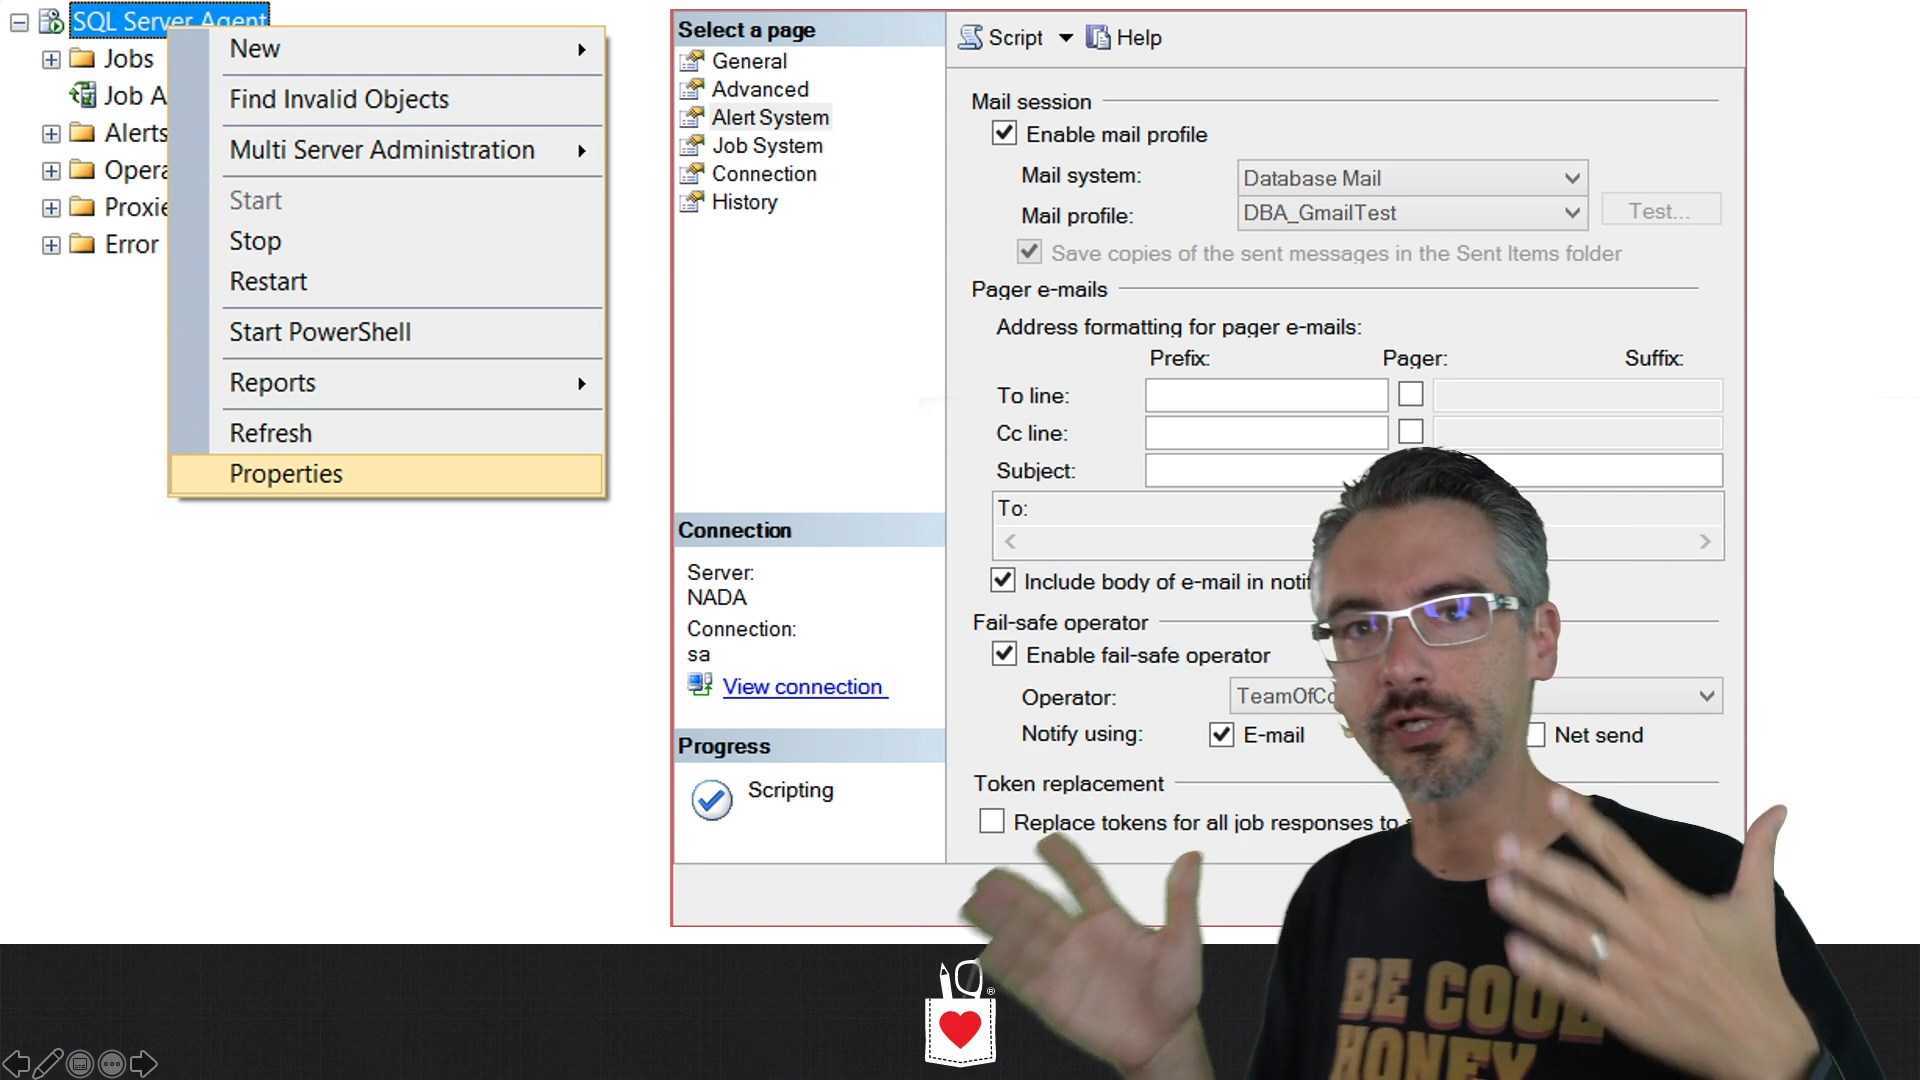 SQL Server Agent
Jobs
Job A
Alerts
Opera
Proxie
Error
New
Find Invalid Objects
Multi Server Administration
Start
Stop
Restart
Start PowerShell
Reports
Refresh
Properties
Select a page
General
Advanced
Alert System
Job System
Connection
History
Connection
Server:
NADA
Connection:
sa
View connection
Progress
Scripting
Script
Help
Mail session
Enable mail profile
Mail system:
Database Mail
Mail profile:
DBA_GmailTest
Test...
Save copies of the sent messages in the Sent Items folder
Pager e-mails
Address formatting for pager e-mails:
Prefix: Pager: Suffix:
To line:
Cc line:
Subject:
To:
Include body of e-mail in notif
Fail-safe operator
Enable fail-safe operator
Operator:
TeamOfCo
Notify using:
E-mail
Net send
Token replacement
Replace tokens for all job responses to
BE COOL
HONEY
®